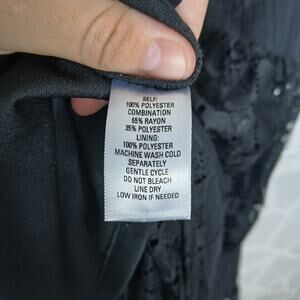 SELF:
100% POLYESTER
COMBINATION
65% RAYON
35% POLYESTER
LINING:
100% POLYESTER
MACHINE WASH COLD
SEPARATELY
GENTLE CYCLE
DO NOT BLEACH
LINE DRY
LOW IRON IF NEEDED